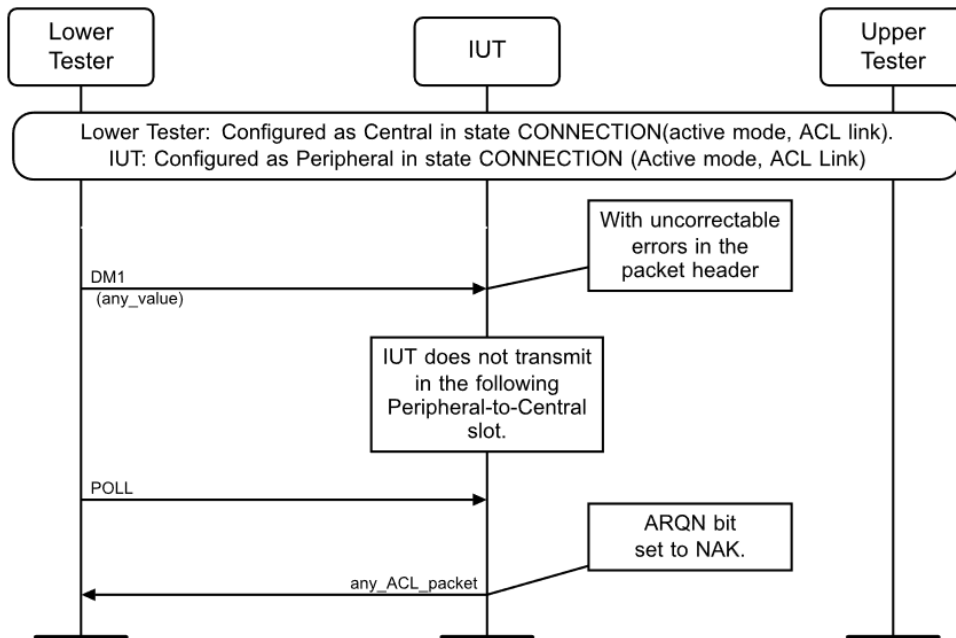 Lower
Tester
IUT
Upper
Tester
Lower Tester: Configured as Central in state CONNECTION(active mode, ACL link).
IUT: Configured as Peripheral in state CONNECTION (Active mode, ACL Link)
With uncorrectable
errors in the
packet header
DM1
(any_value)
IUT does not transmit
in the following
Peripheral-to-Central
slot.
POLL
ARQN bit
set to NAK.
any_ACL_packet